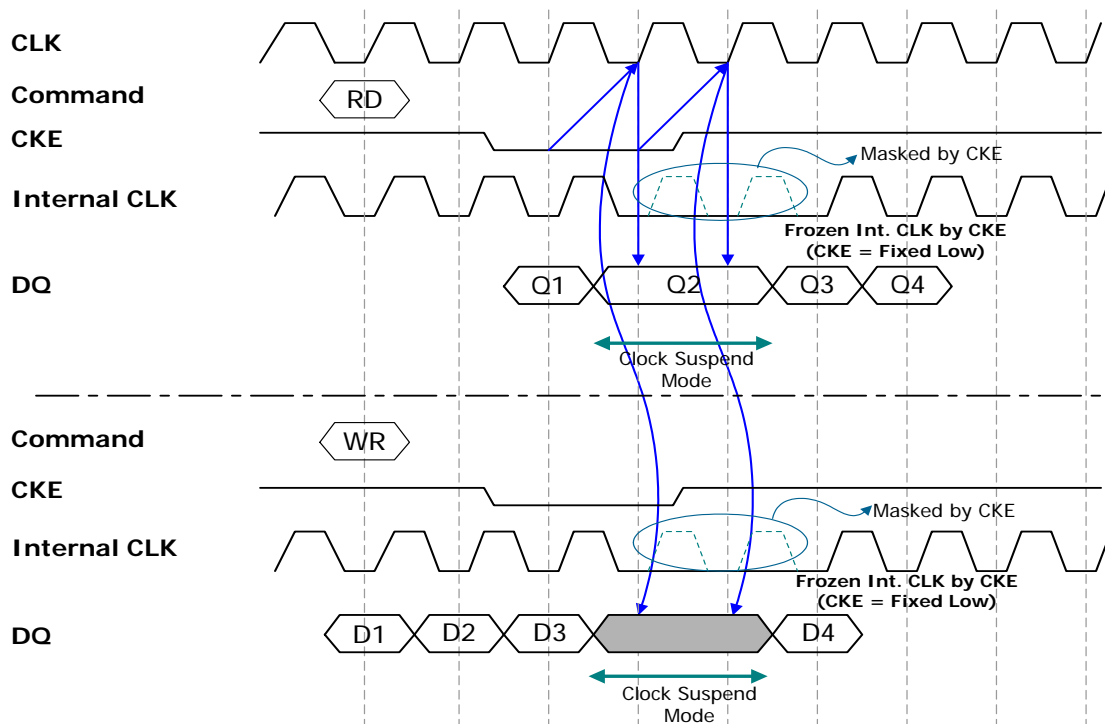 CLK
Command
RD
CKE
Masked by CKE
Internal CLK
Frozen Int. CLK by CKE
(CKE = Fixed Low)
DQ
Q1
Q2
Q3
Q4
Clock Suspend
Mode
Command
WR
CKE
Masked by CKE
Internal CLK
Frozen Int. CLK by CKE
(CKE = Fixed Low)
DQ
D1
D2
D3
D4
Clock Suspend
Mode